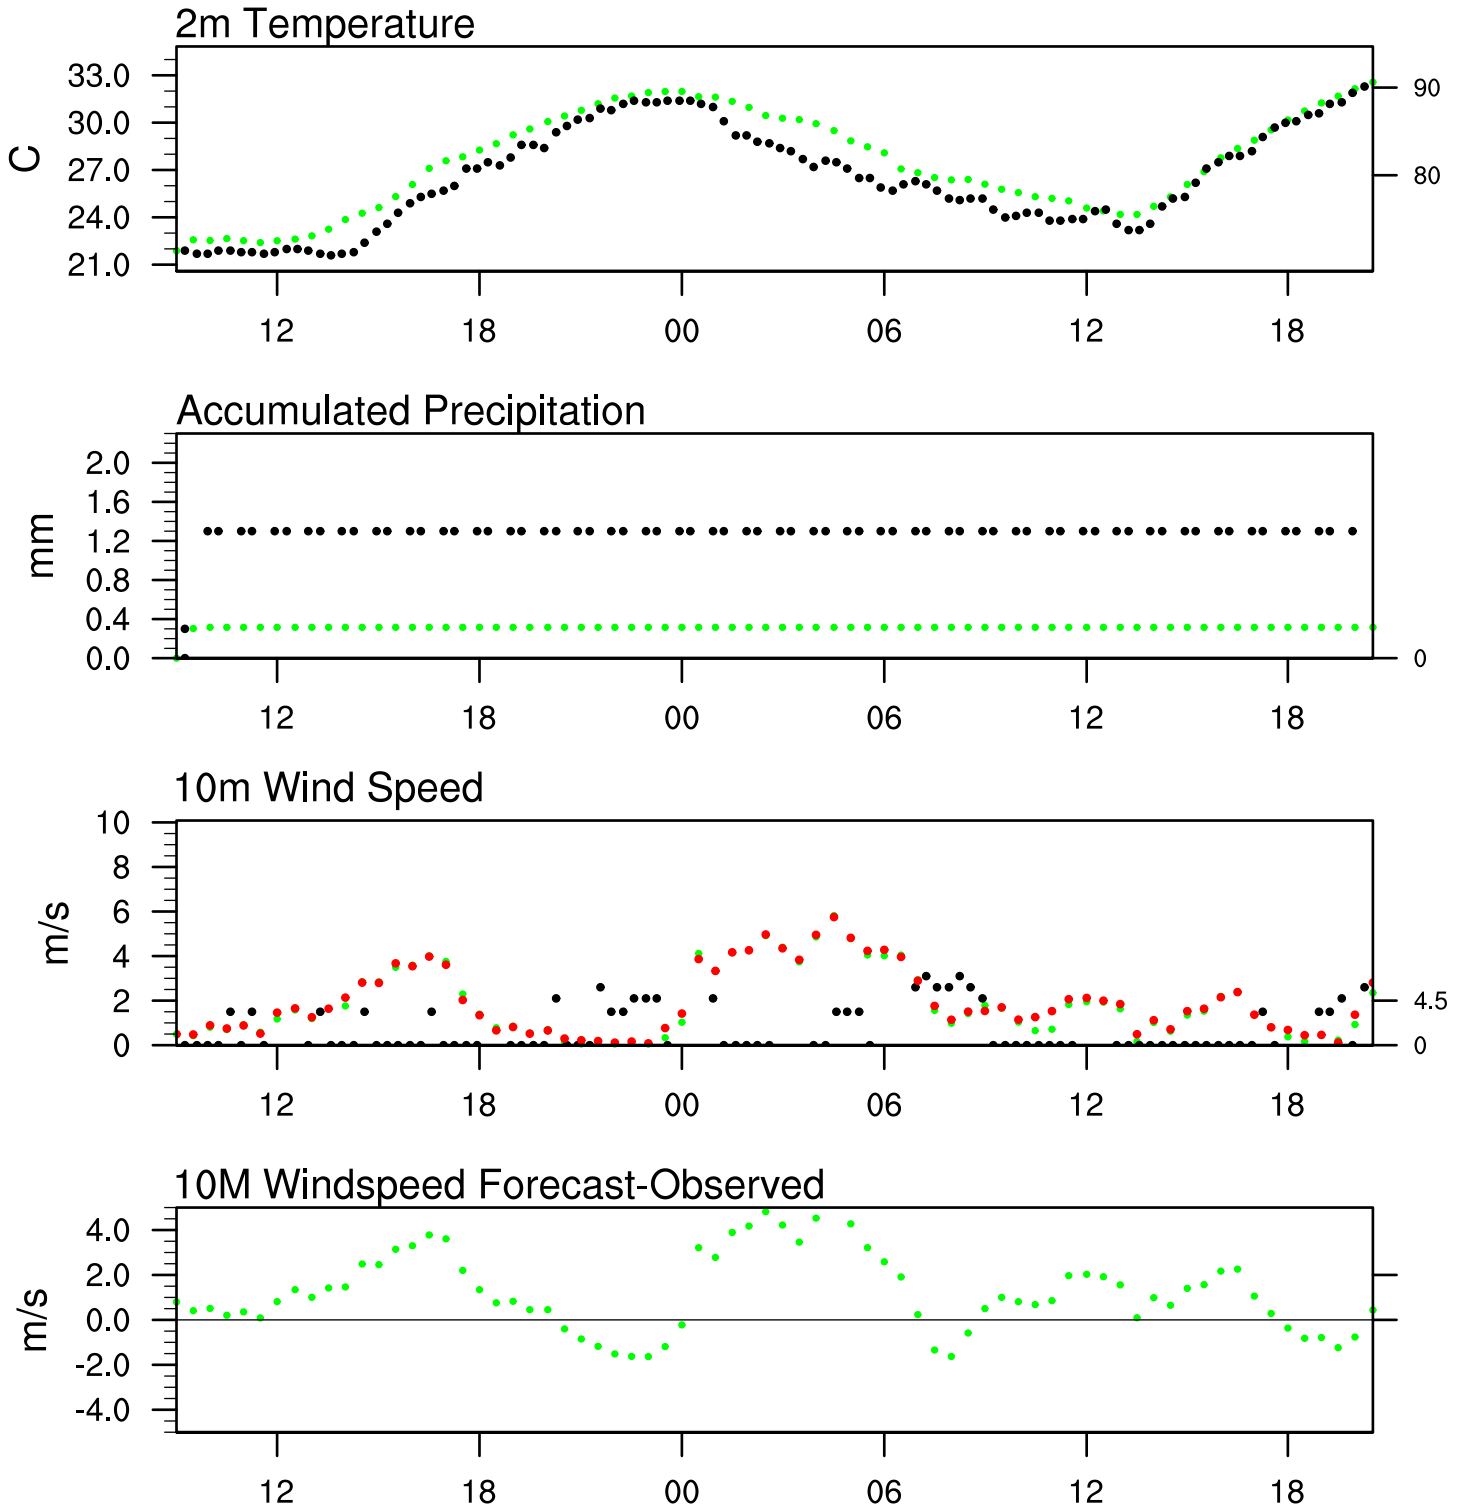 2m Temperature
33.0
30.0
27.0
24.0
21.0
C
90
80
12 18 00 06 12 18
Accumulated Precipitation
2.0
1.6
1.2
0.8
0.4
0.0
mm
0
12 18 00 06 12 18
10m Wind Speed
10
8
6
4
2
0
m/s
4.5
0
12 18 00 06 12 18
10M Windspeed Forecast-Observed
4.0
2.0
0.0
-2.0
-4.0
m/s
12 18 00 06 12 18